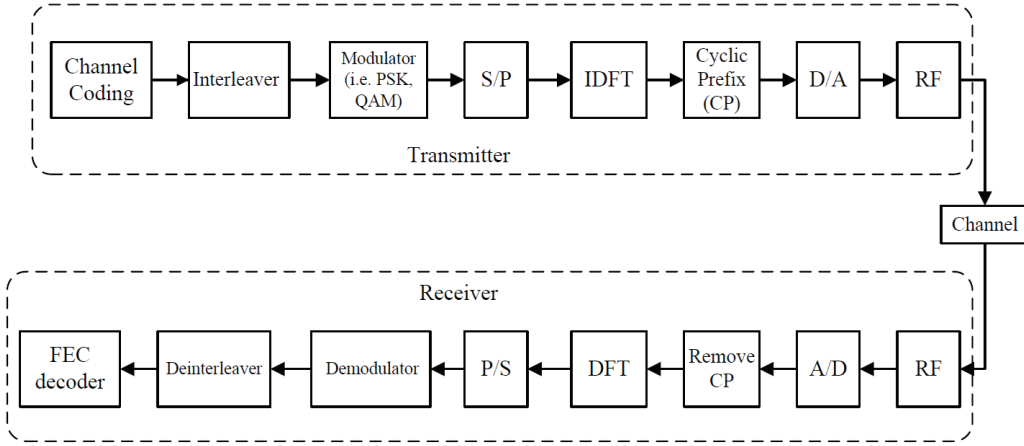 Channel
Coding
Interleaver
Modulator
(i.e. PSK,
QAM)
S/P
IDFT
Cyclic
Prefix
(CP)
D/A
RF
Transmitter
Channel
Receiver
FEC
decoder
Deinterleaver
Demodulator
P/S
DFT
Remove
CP
A/D
RF